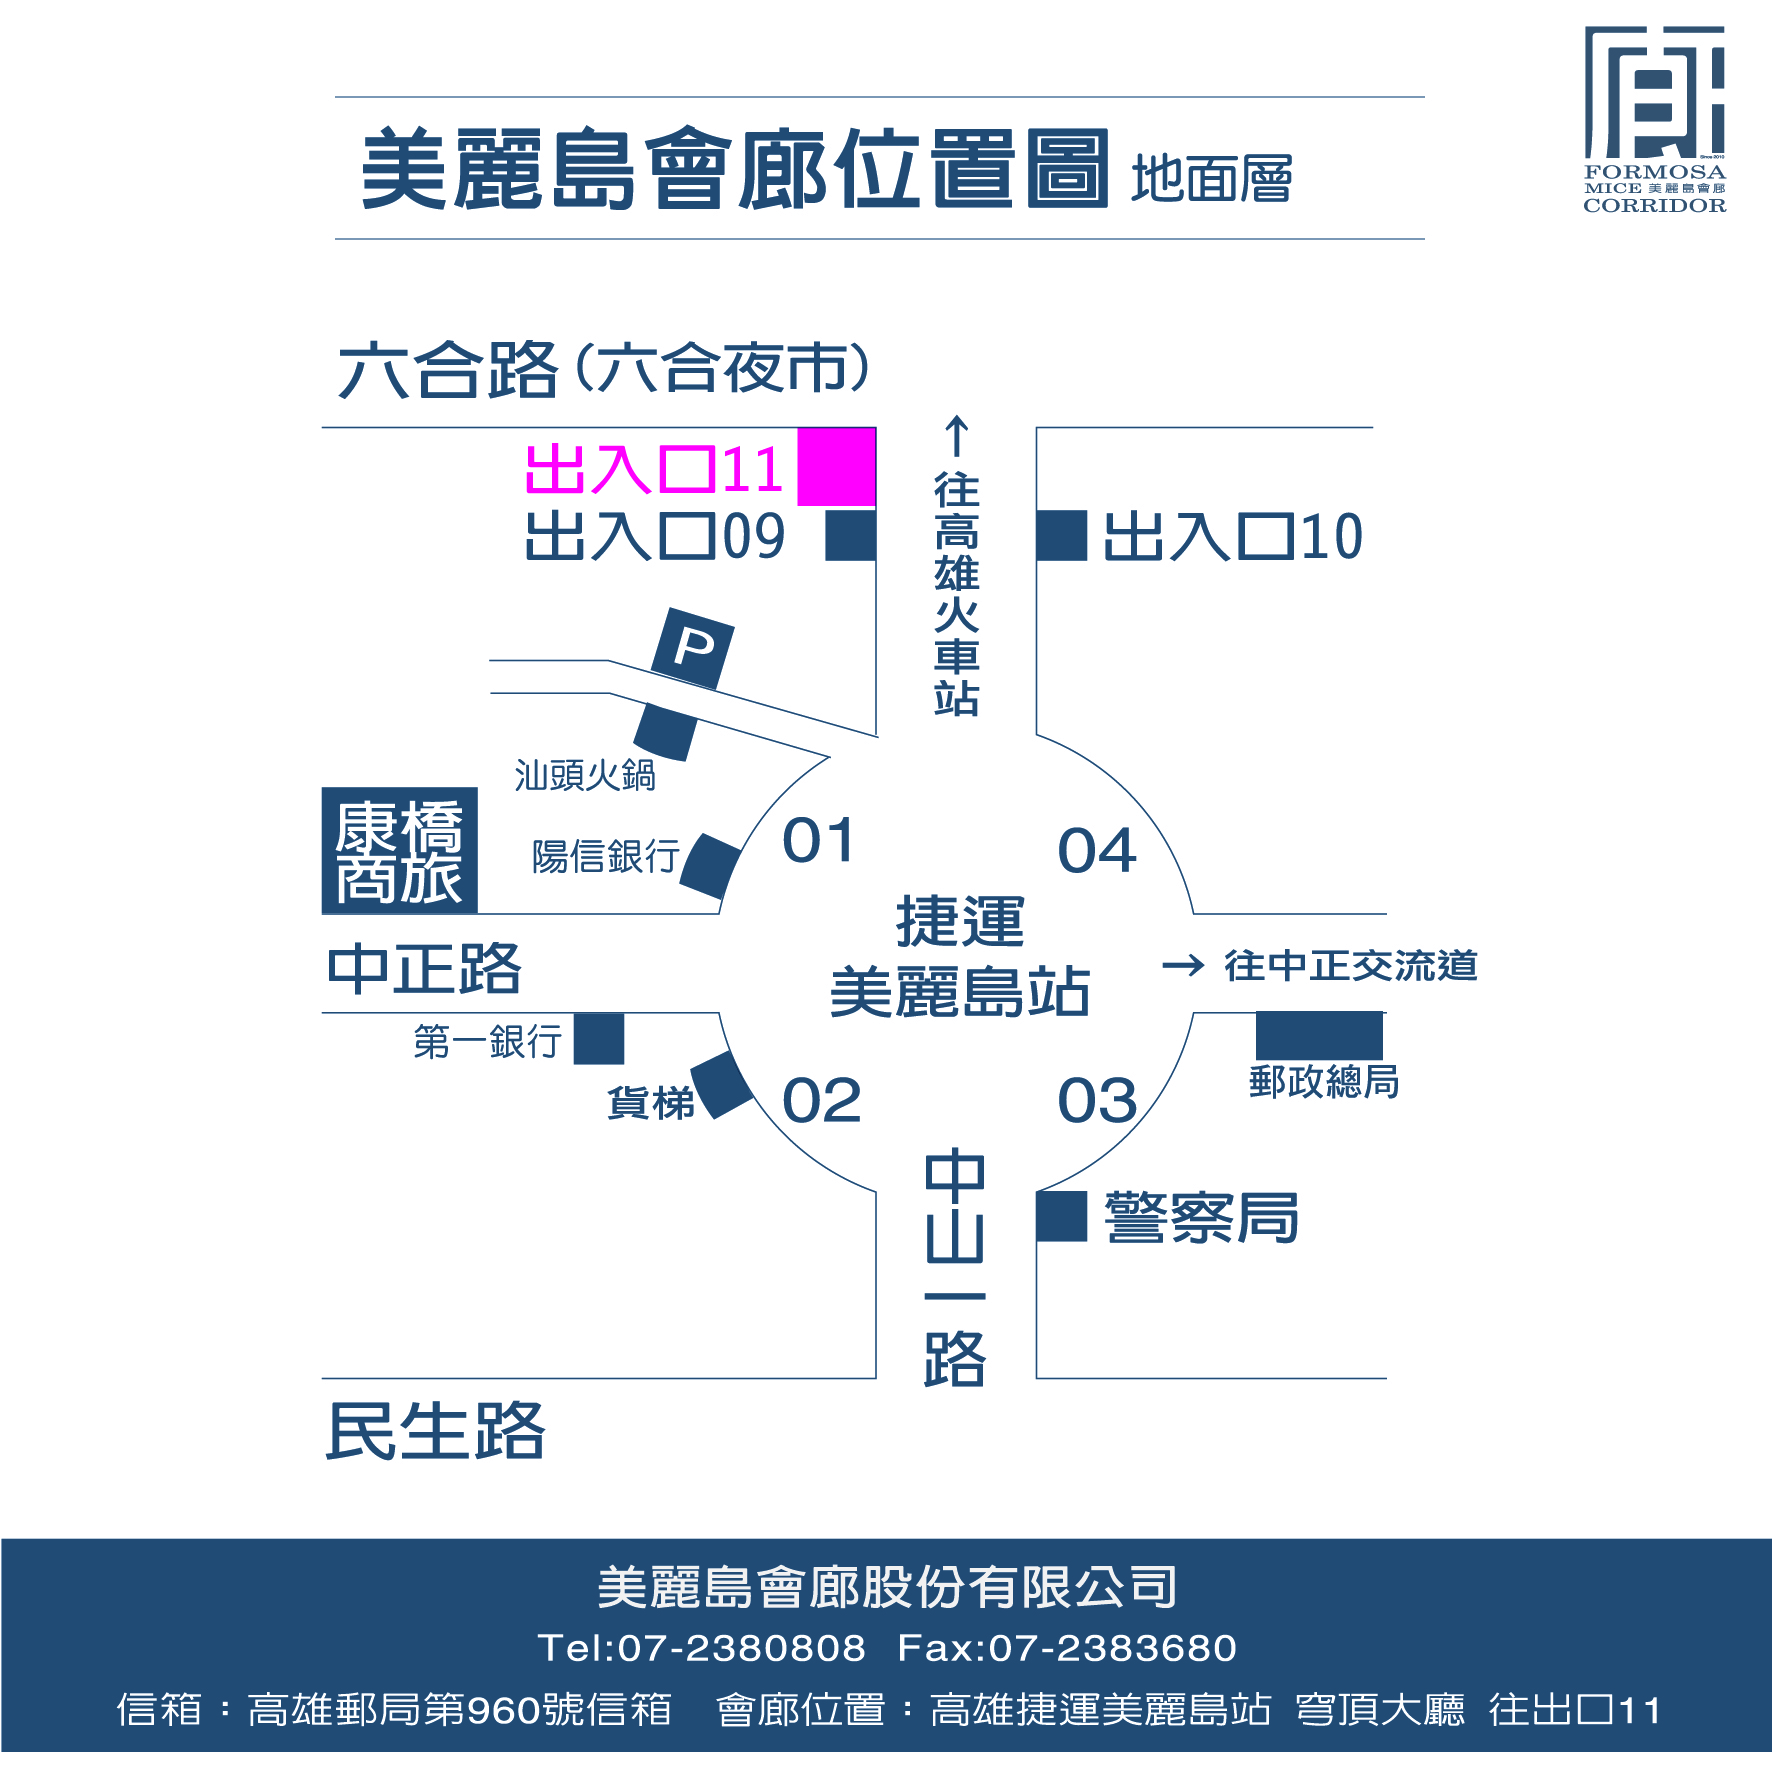 美麗島會廊位置圖 地面層
Since 2010
FORMOSA
MICE 美麗島會廊
CORRIDOR
六合路(六合夜市)
出入口11
出入口09
↑往高雄火車站
出入口10
P
汕頭火鍋
康橋
商旅
陽信銀行
01
04
捷運
美麗島站
中正路
→ 往中正交流道
第一銀行
貨梯
02
03
郵政總局
中山一路
警察局
民生路
美麗島會廊股份有限公司
Tel:07-2380808 Fax:07-2383680
信箱：高雄郵局第960號信箱 會廊位置：高雄捷運美麗島站 穹頂大廳 往出口11